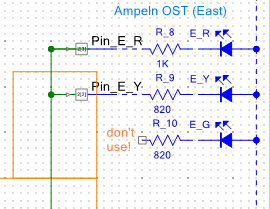 Ampeln OST (East)
Pin_E_R R_8 E_R
1K
Pin_E_Y R_9 E_Y
820
don't use! R_10 E_G
820